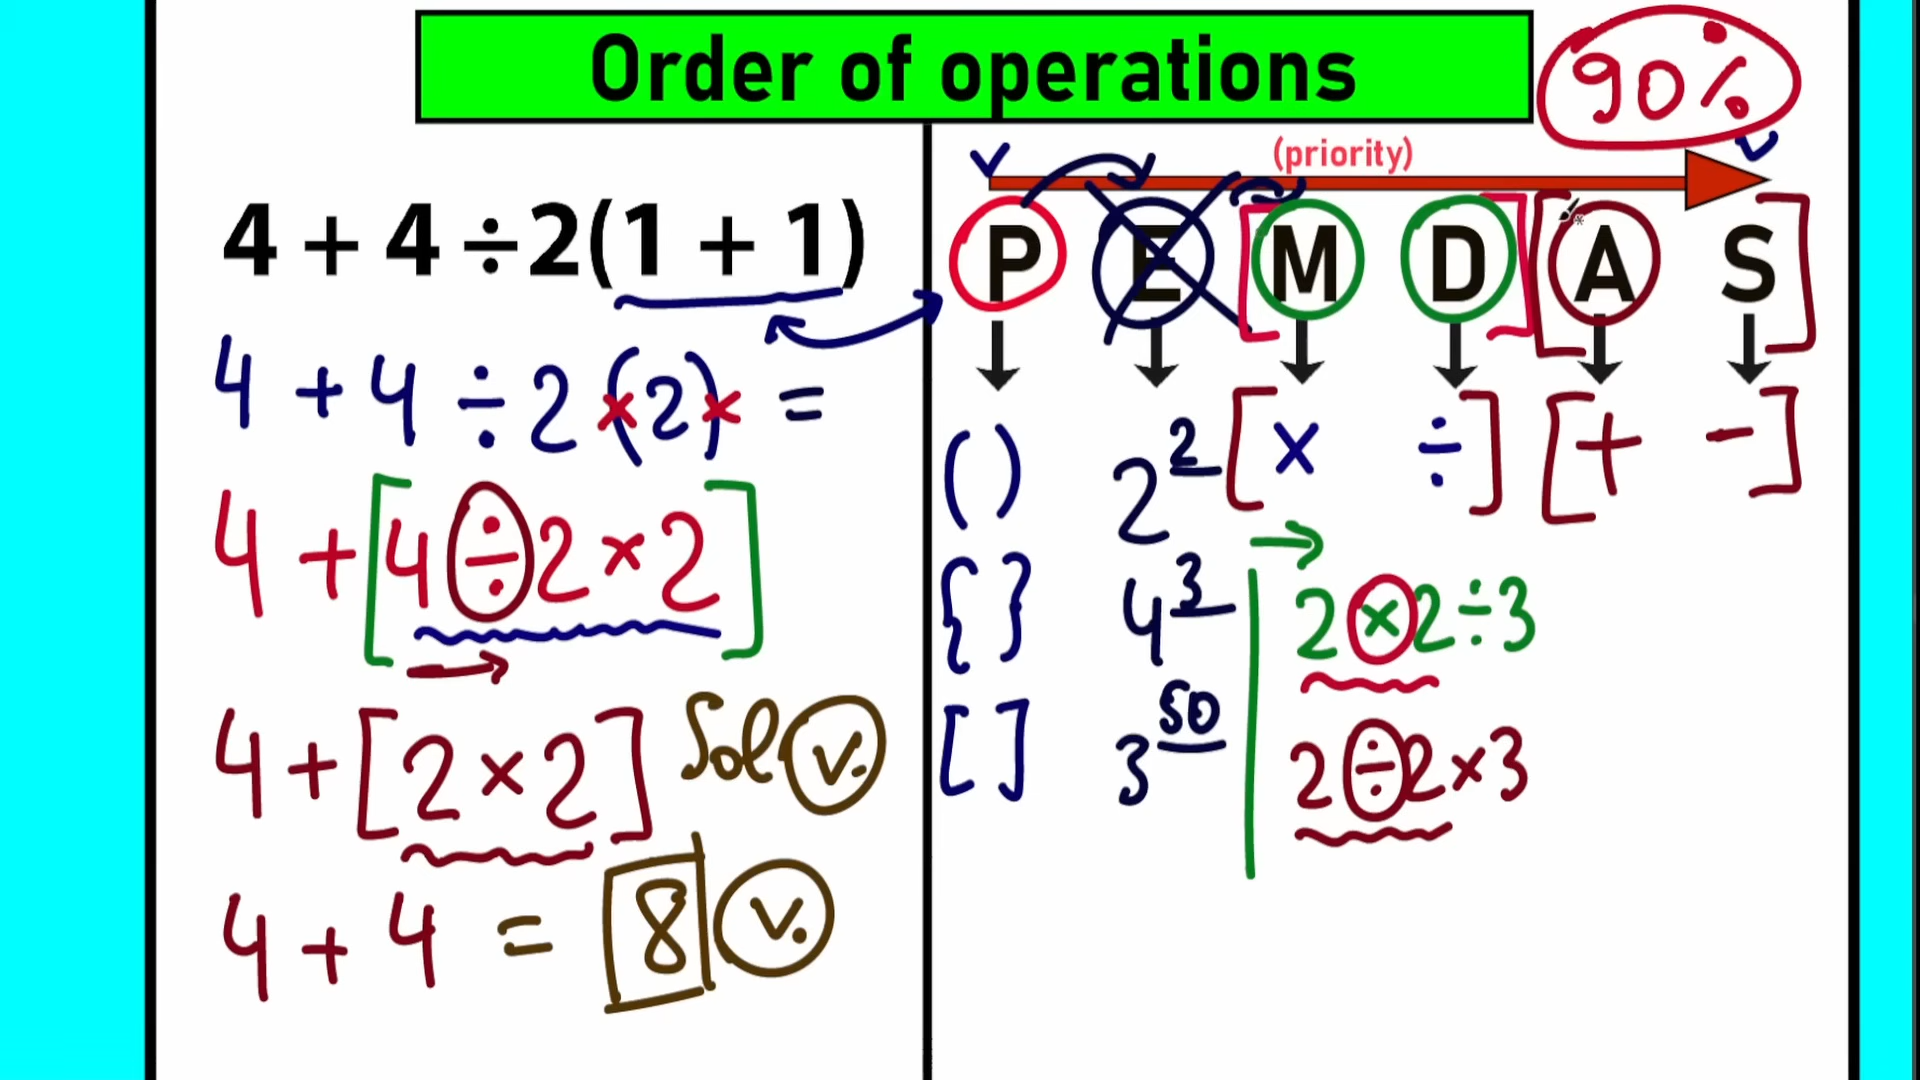 Order of operations
90%
(priority)
4 + 4 ÷ 2(1 + 1)
4 + 4 ÷ 2 × (2) × =
4 + [4 ÷ 2 × 2]
4 + [2 × 2] Sol v.
4 + 4 = 8 v.
P E [M D] [A S]
( ) 2² [× ÷] [+ −]
{ } 4³ 2 × 2 ÷ 3
[ ] 3⁵⁰ 2 ÷ 2 × 3